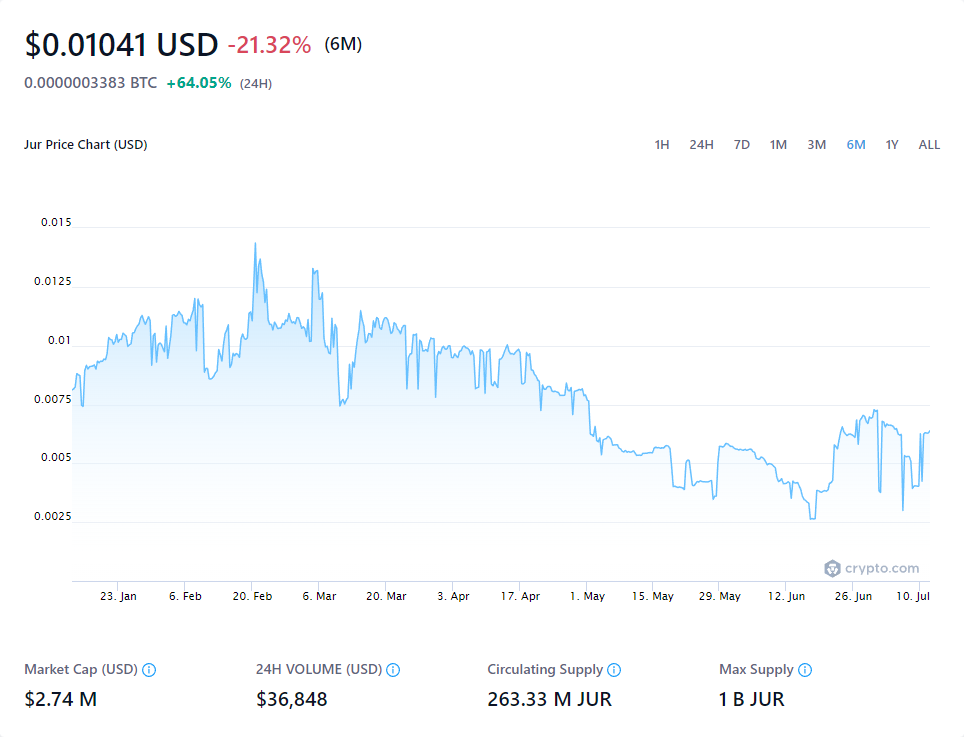 $0.01041 USD -21.32% (6M)
0.0000003383 BTC +64.05% (24H)
Jur Price Chart (USD) 1H 24H 7D 1M 3M 6M 1Y ALL
0.015
0.0125
0.01
0.0075
0.005
0.0025
crypto.com
23. Jan 6. Feb 20. Feb 6. Mar 20. Mar 3. Apr 17. Apr 1. May 15. May 29. May 12. Jun 26. Jun 10. Jul
Market Cap (USD) 24H VOLUME (USD) Circulating Supply Max Supply
$2.74 M $36,848 263.33 M JUR 1 B JUR